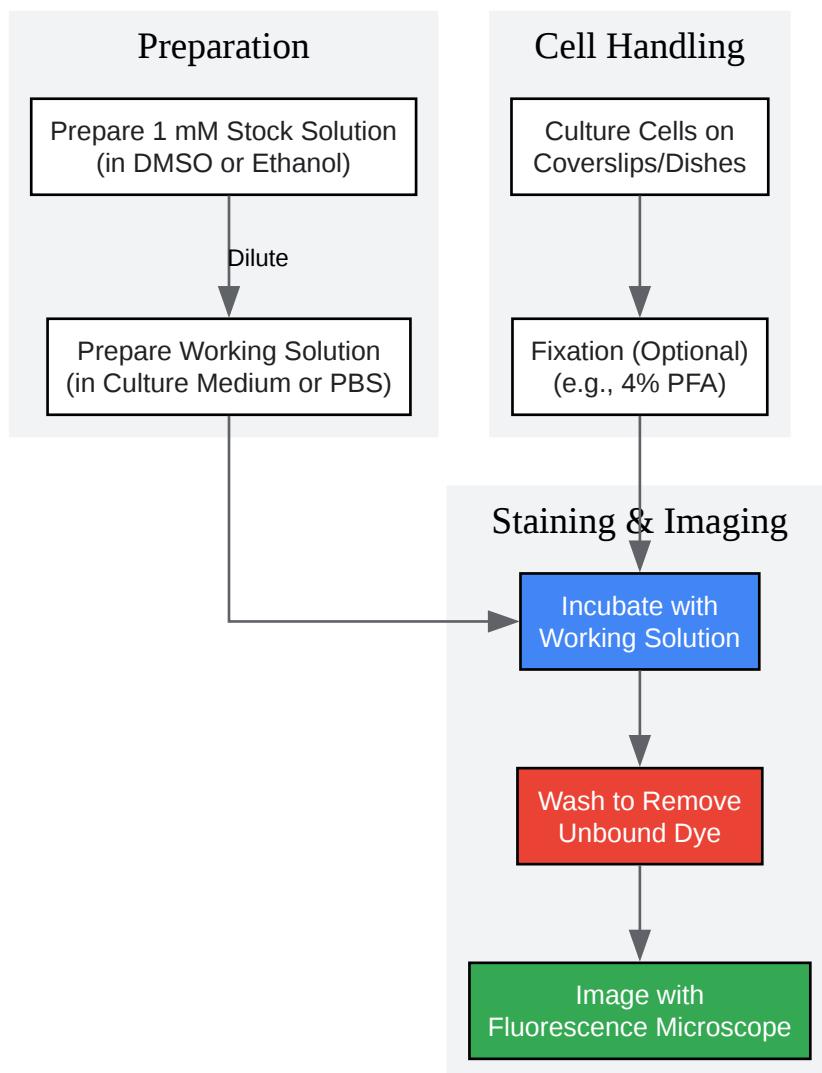 Preparation
Prepare 1 mM Stock Solution
(in DMSO or Ethanol)
Dilute
Prepare Working Solution
(in Culture Medium or PBS)
Cell Handling
Culture Cells on
Coverslips/Dishes
Fixation (Optional)
(e.g., 4% PFA)
Staining & Imaging
Incubate with
Working Solution
Wash to Remove
Unbound Dye
Image with
Fluorescence Microscope